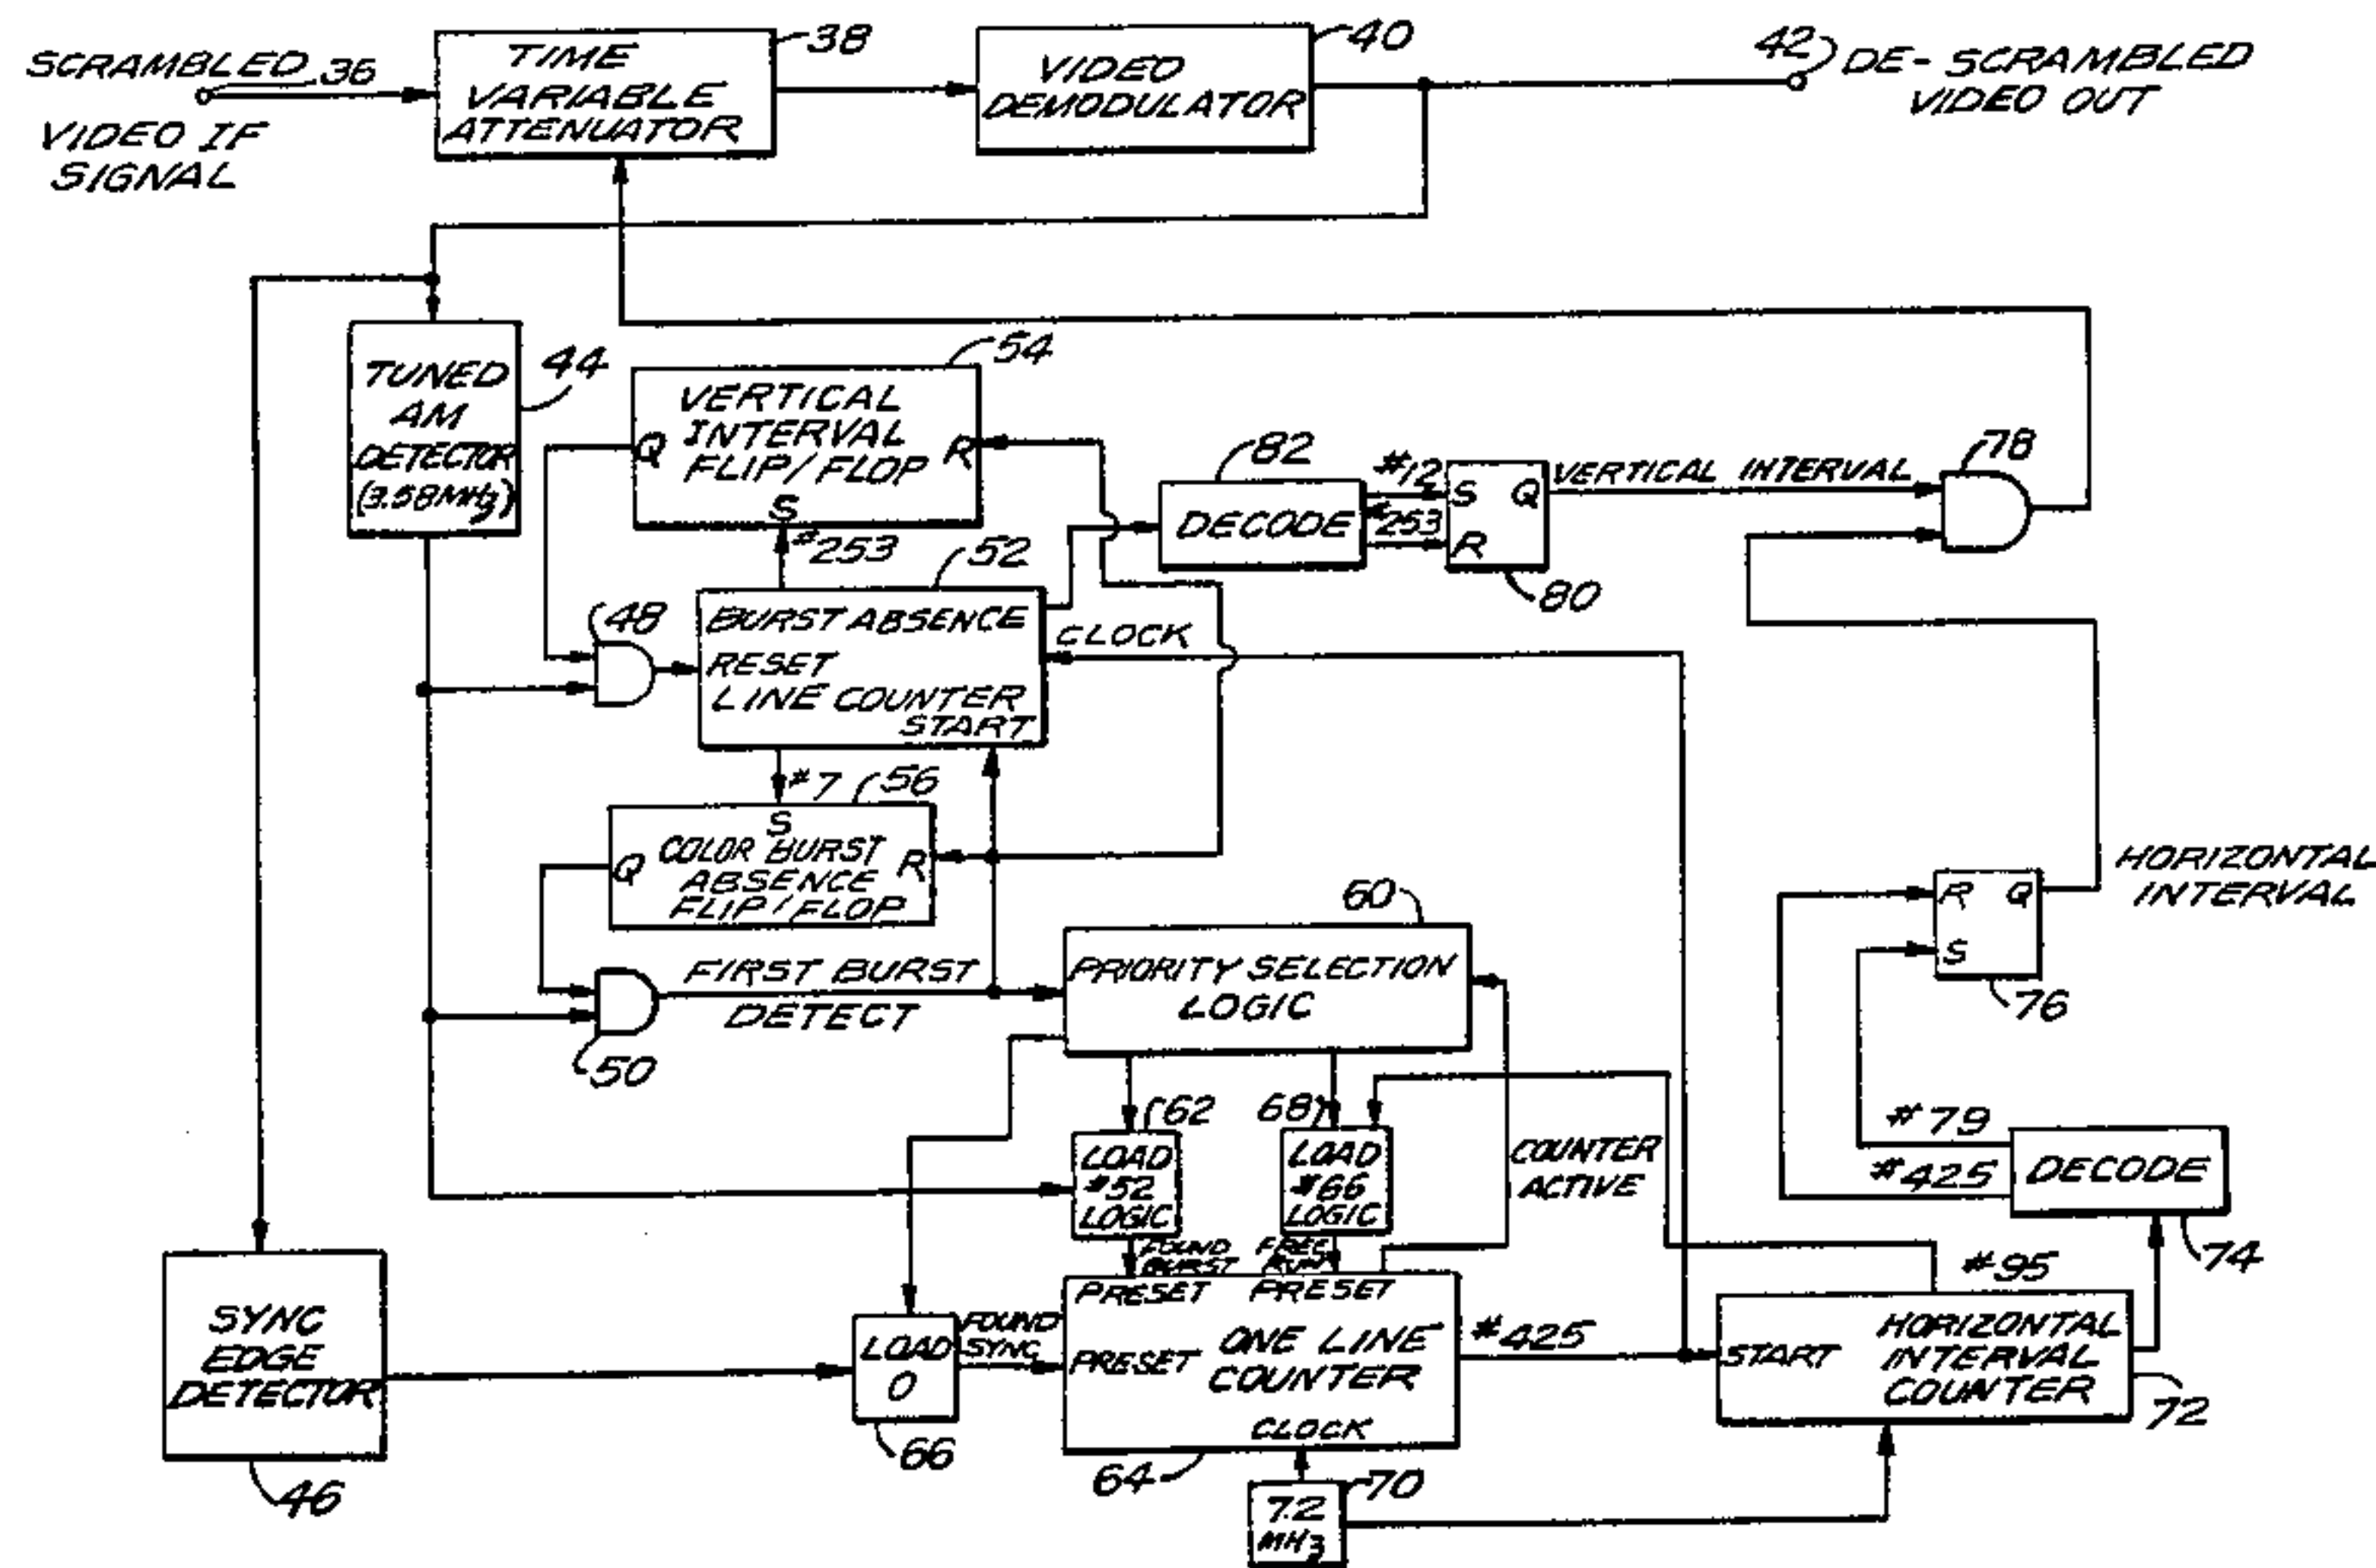 SCRAMBLED 36
VIDEO IF
SIGNAL
TIME
VARIABLE
ATTENUATOR
38
VIDEO
DEMODULATOR
40
42
DE-SCRAMBLED
VIDEO OUT
TUNED
AM
DETECTOR
(3.58MHz)
44
54
VERTICAL
INTERVAL
FLIP/FLOP
Q
R
S
#253
52
48
BURST ABSENCE
RESET
LINE COUNTER
START
CLOCK
82
DECODE
#12
253
S
Q
R
80
VERTICAL INTERVAL
78
#7
56
S
COLOR BURST
ABSENCE
FLIP/FLOP
Q
R
FIRST BURST
DETECT
50
60
PRIORITY SELECTION
LOGIC
HORIZONTAL
INTERVAL
R
Q
S
76
62
LOAD
#52
LOGIC
68
LOAD
#66
LOGIC
COUNTER
ACTIVE
#79
#425
DECODE
74
FOUND
BURST
FREE
RUN
SYNC
EDGE
DETECTOR
46
LOAD
0
66
FOUND
SYNC
PRESET
PRESET
PRESET
ONE LINE
COUNTER
CLOCK
64
#425
#95
START
HORIZONTAL
INTERVAL
COUNTER
72
7.2
MHz
70